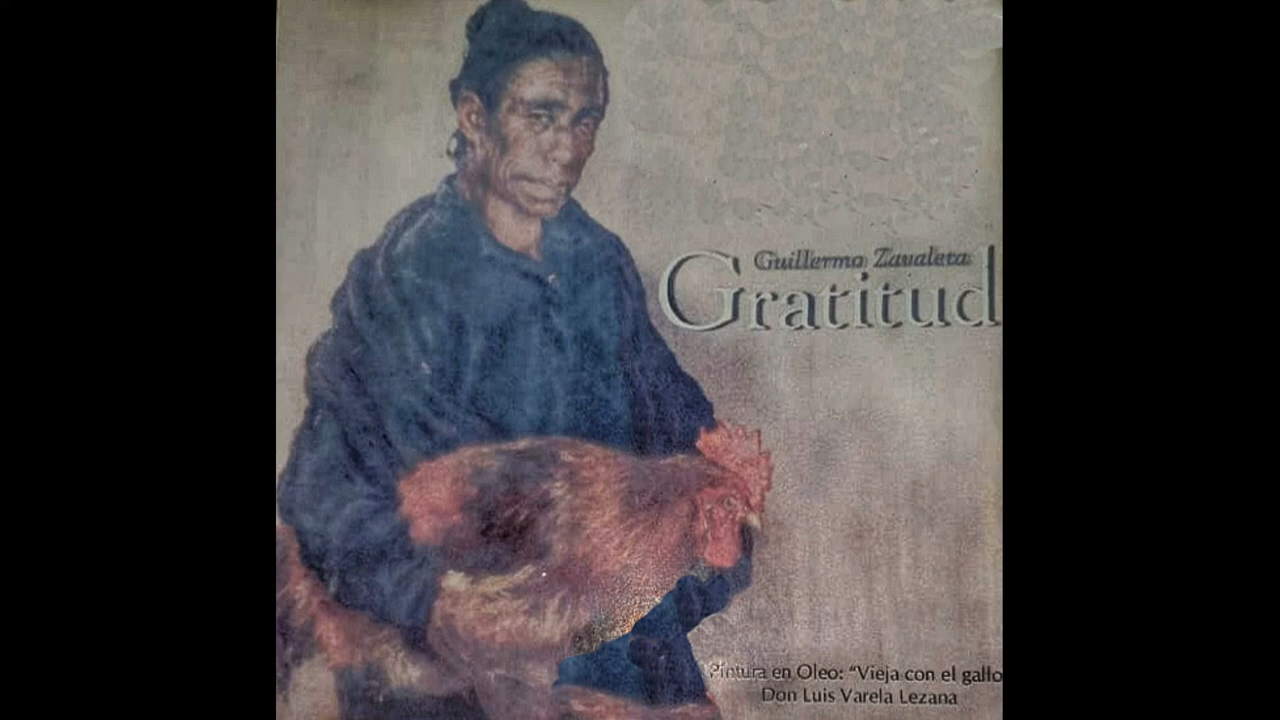 Guillermo Zavaleta
Gratitud
Pintura en Oleo: “Vieja con el gallo
Don Luis Varela Lezana